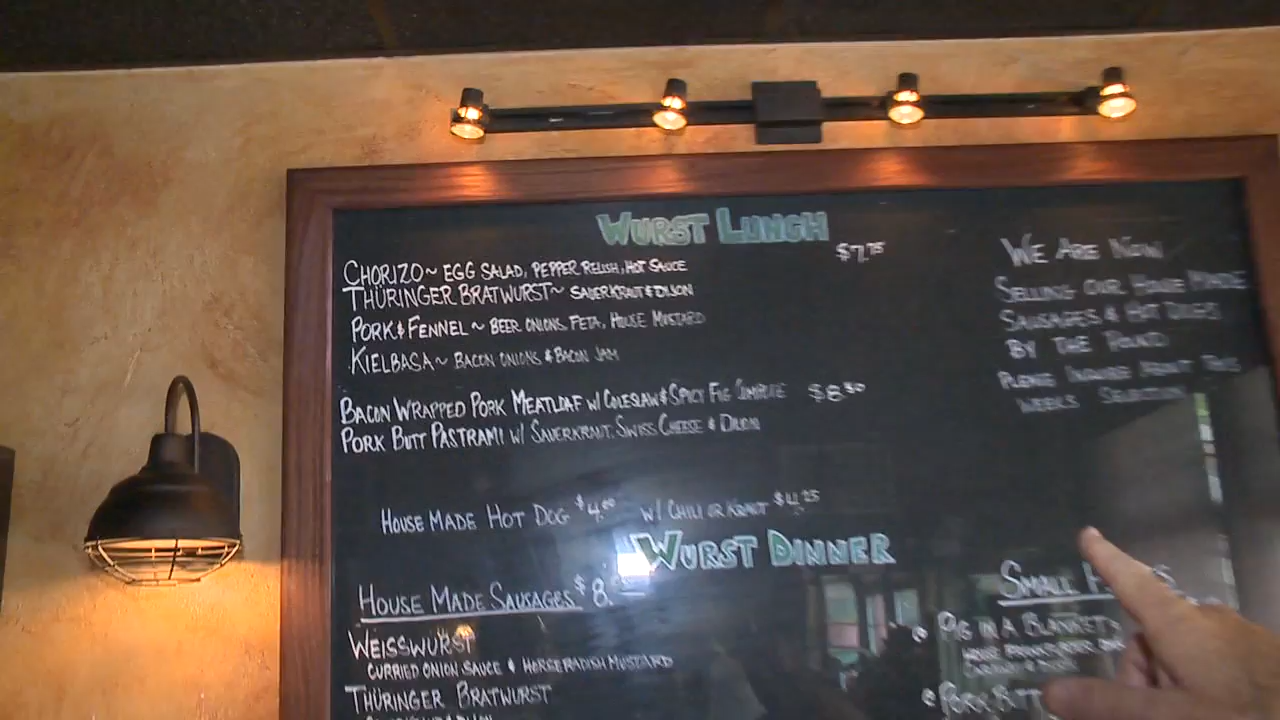 WURST LUNCH
$7.75
CHORIZO~ EGG SALAD, PEPPER RELISH, HOT SAUCE
THÜRINGER BRATWURST~ SAUERKRAUT & DIJON
PORK & FENNEL ~ BEER ONIONS, FETA, HOUSE MUSTARD
KIELBASA~ BACON ONIONS & BACON JAM
BACON WRAPPED PORK MEATLOAF W/ COLESLAW & SPICY FIG COMPOTE $8.50
PORK BUTT PASTRAMI W/ SAUERKRAUT, SWISS CHEESE & DIJON
HOUSE MADE HOT DOG $4.00 W/ CHILI OR KRAUT $4.25
WE ARE NOW
SELLING OUR HOUSE MADE
SAUSAGES & HOT DOGS
BY THE POUND
PLEASE INQUIRE ABOUT THIS
WEEKS SELECTION
WURST DINNER
HOUSE MADE SAUSAGES $8.
WEISSWURST
CURRIED ONION SAUCE & HORSERADISH MUSTARD
THÜRINGER BRATWURST
SMALL
PIG IN A BLANKET
PORK BUTT